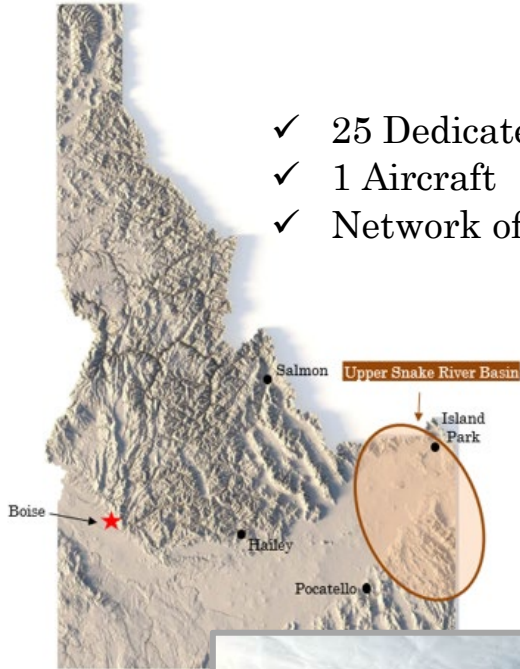 ✓ 25 Dedicate
✓ 1 Aircraft
✓ Network of
Salmon
Upper Snake River Basin
Island
Park
Boise
Hailey
Pocatello